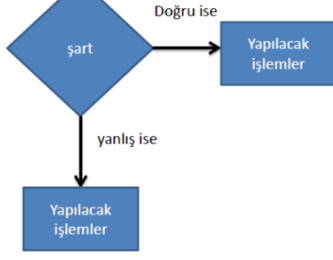 Doğru ise
şart
Yapılacak
işlemler
yanlış ise
Yapılacak
işlemler